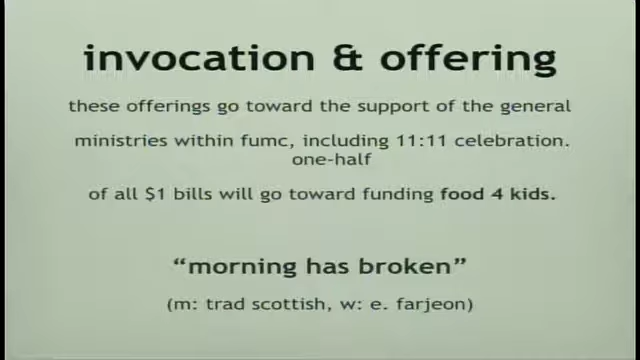 invocation & offering
these offerings go toward the support of the general
ministries within fumc, including 11:11 celebration.
one-half
of all $1 bills will go toward funding food 4 kids.
“morning has broken”
(m: trad scottish, w: e. farjeon)